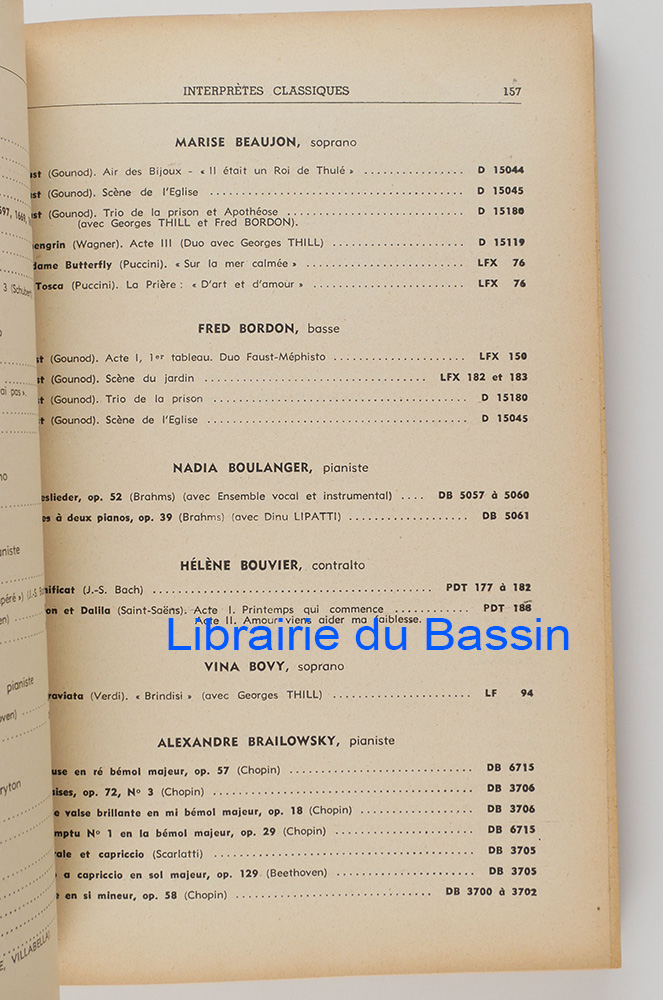 INTERPRÈTES CLASSIQUES 157
MARISE BEAUJON, soprano
st (Gounod). Air des Bijoux - « Il était un Roi de Thulé » ................ D 15044
st (Gounod). Scène de l'Eglise ................ D 15045
st (Gounod). Trio de la prison et Apothéose ................ D 15180
(avec Georges THILL et Fred BORDON).
engrin (Wagner). Acte III (Duo avec Georges THILL) ................ D 15119
dame Butterfly (Puccini). « Sur la mer calmée » ................ LFX 76
Tosca (Puccini). La Prière : « D'art et d'amour » ................ LFX 76
FRED BORDON, basse
st (Gounod). Acte I, 1er tableau. Duo Faust-Méphisto ................ LFX 150
st (Gounod). Scène du jardin ................ LFX 182 et 183
st (Gounod). Trio de la prison ................ D 15180
st (Gounod). Scène de l'Eglise ................ D 15045
NADIA BOULANGER, pianiste
eslieder, op. 52 (Brahms) (avec Ensemble vocal et instrumental) .... DB 5057 à 5060
es à deux pianos, op. 39 (Brahms) (avec Dinu LIPATTI) ................ DB 5061
HÉLÈNE BOUVIER, contralto
nificat (J.-S. Bach) ................ PDT 177 à 182
on et Dalila (Saint-Saëns). Acte I. Printemps qui commence ........... PDT 188
Acte II. Amour viens aider ma faiblesse.
Librairie du Bassin
VINA BOVY, soprano
raviata (Verdi). « Brindisi » (avec Georges THILL) ................ LF 94
ALEXANDRE BRAILOWSKY, pianiste
use en ré bémol majeur, op. 57 (Chopin) ................ DB 6715
aises, op. 72, No 3 (Chopin) ................ DB 3706
e valse brillante en mi bémol majeur, op. 18 (Chopin) ................ DB 3706
mptu No 1 en la bémol majeur, op. 29 (Chopin) ................ DB 6715
rale et capriccio (Scarlatti) ................ DB 3705
a capriccio en sol majeur, op. 129 (Beethoven) ................ DB 3705
e en si mineur, op. 58 (Chopin) ................ DB 3700 à 3702